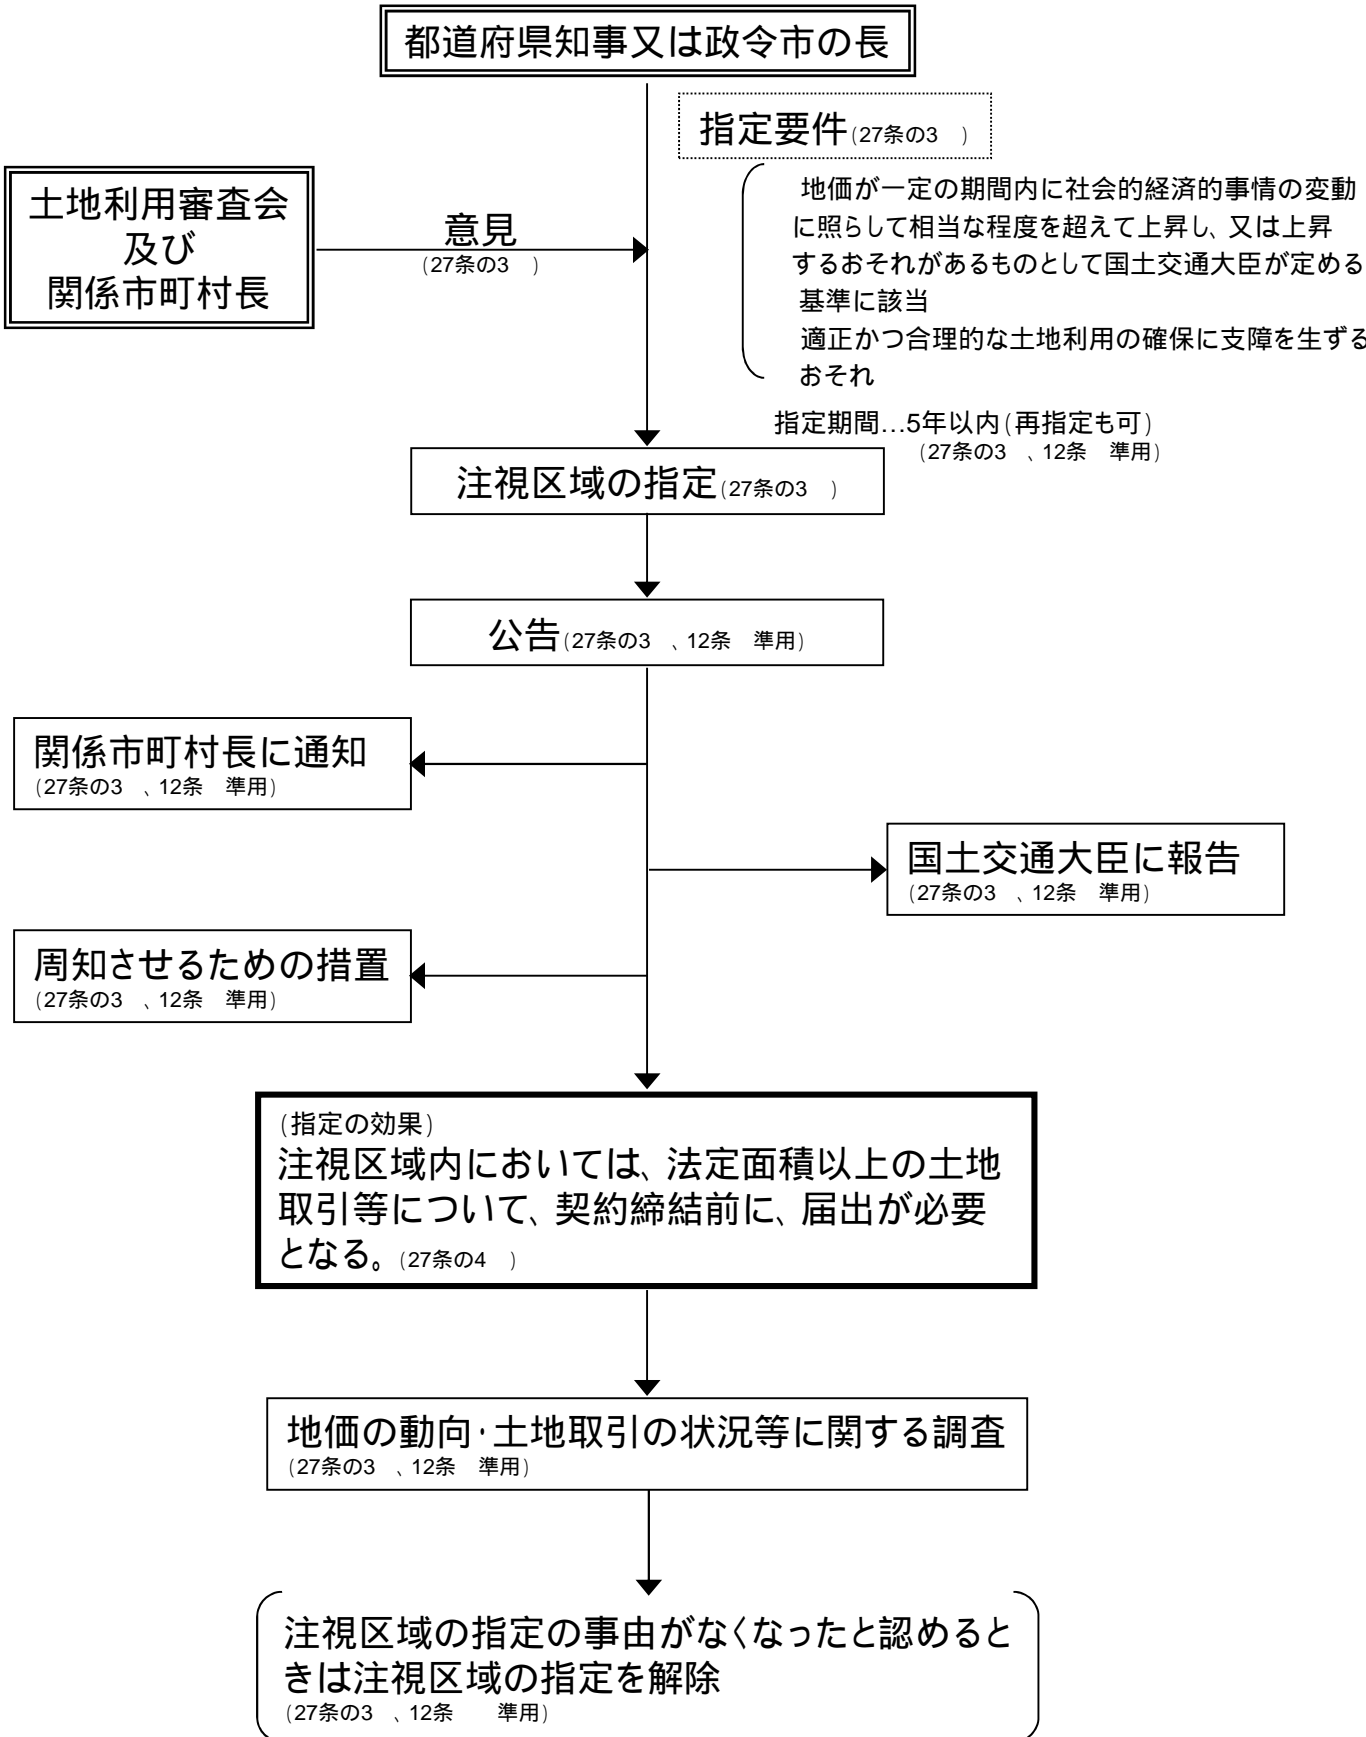 都道府県知事又は政令市の長
指定要件(27条の3　)
土地利用審査会
及び
関係市町村長
意見
(27条の3　)
地価が一定の期間内に社会的経済的事情の変動
に照らして相当な程度を超えて上昇し、又は上昇
するおそれがあるものとして国土交通大臣が定める
基準に該当
適正かつ合理的な土地利用の確保に支障を生ずる
おそれ
指定期間…5年以内(再指定も可)
(27条の3　、12条　準用)
注視区域の指定(27条の3　)
公告(27条の3　、12条　準用)
関係市町村長に通知
(27条の3　、12条　準用)
国土交通大臣に報告
(27条の3　、12条　準用)
周知させるための措置
(27条の3　、12条　準用)
(指定の効果)
注視区域内においては、法定面積以上の土地
取引等について、契約締結前に、届出が必要
となる。(27条の4　)
地価の動向・土地取引の状況等に関する調査
(27条の3　、12条　準用)
注視区域の指定の事由がなくなったと認めると
きは注視区域の指定を解除
(27条の3　、12条　　準用)